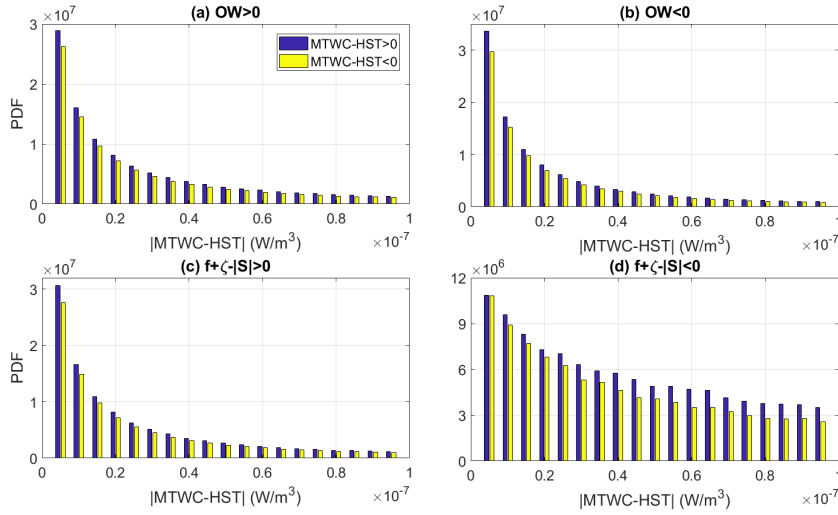 (a) OW>0
×10⁷
3
2
1
0
PDF
MTWC-HST>0
MTWC-HST<0
0 0.2 0.4 0.6 0.8 1
|MTWC-HST| (W/m³)
×10⁻⁷
(b) OW<0
×10⁷
3
2
1
0
0 0.2 0.4 0.6 0.8 1
|MTWC-HST| (W/m³)
×10⁻⁷
(c) f+ζ-|S|>0
×10⁷
3
2
1
0
PDF
0 0.2 0.4 0.6 0.8 1
|MTWC-HST| (W/m³)
×10⁻⁷
(d) f+ζ-|S|<0
×10⁶
12
9
6
3
0
0 0.2 0.4 0.6 0.8 1
|MTWC-HST| (W/m³)
×10⁻⁷